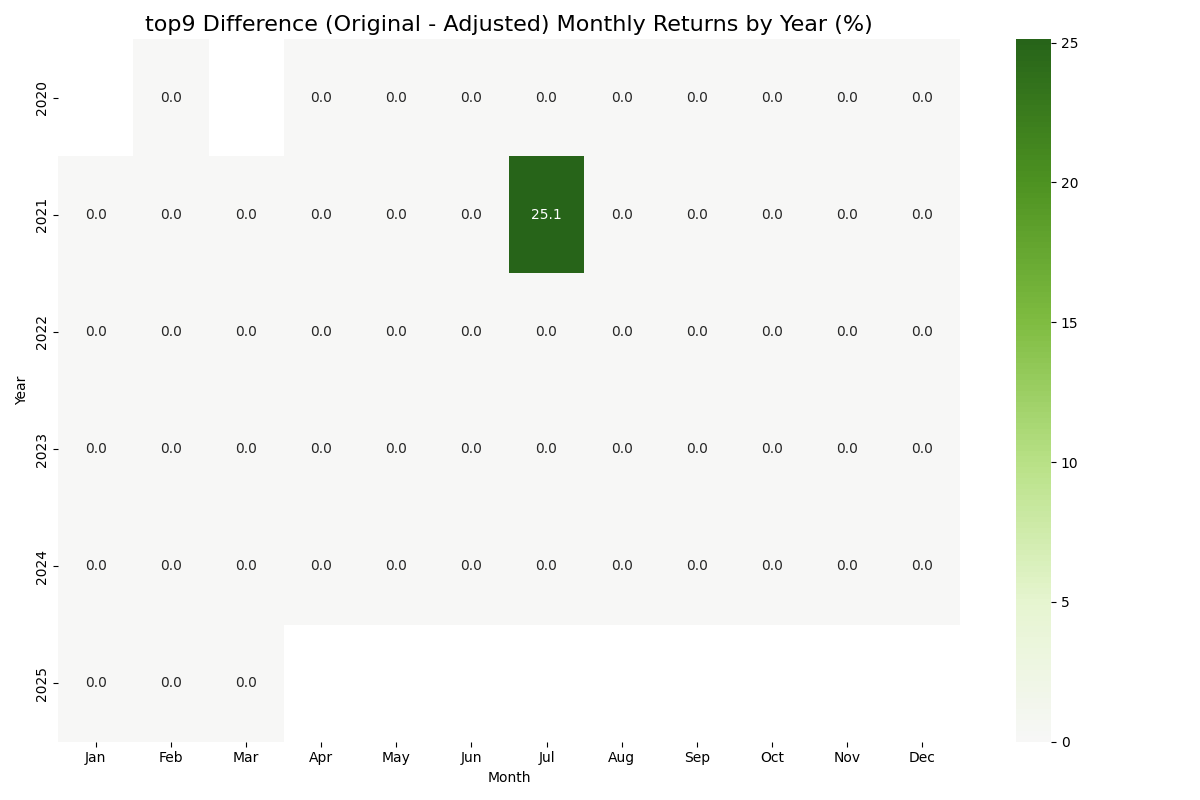 top9 Difference (Original - Adjusted) Monthly Returns by Year (%)
2020 0.0 0.0 0.0 0.0 0.0 0.0 0.0 0.0 0.0 0.0
2021 0.0 0.0 0.0 0.0 0.0 0.0 25.1 0.0 0.0 0.0 0.0 0.0
2022 0.0 0.0 0.0 0.0 0.0 0.0 0.0 0.0 0.0 0.0 0.0 0.0
2023 0.0 0.0 0.0 0.0 0.0 0.0 0.0 0.0 0.0 0.0 0.0 0.0
2024 0.0 0.0 0.0 0.0 0.0 0.0 0.0 0.0 0.0 0.0 0.0 0.0
2025 0.0 0.0 0.0
Year
Jan Feb Mar Apr May Jun Jul Aug Sep Oct Nov Dec
Month
25
20
15
10
5
0